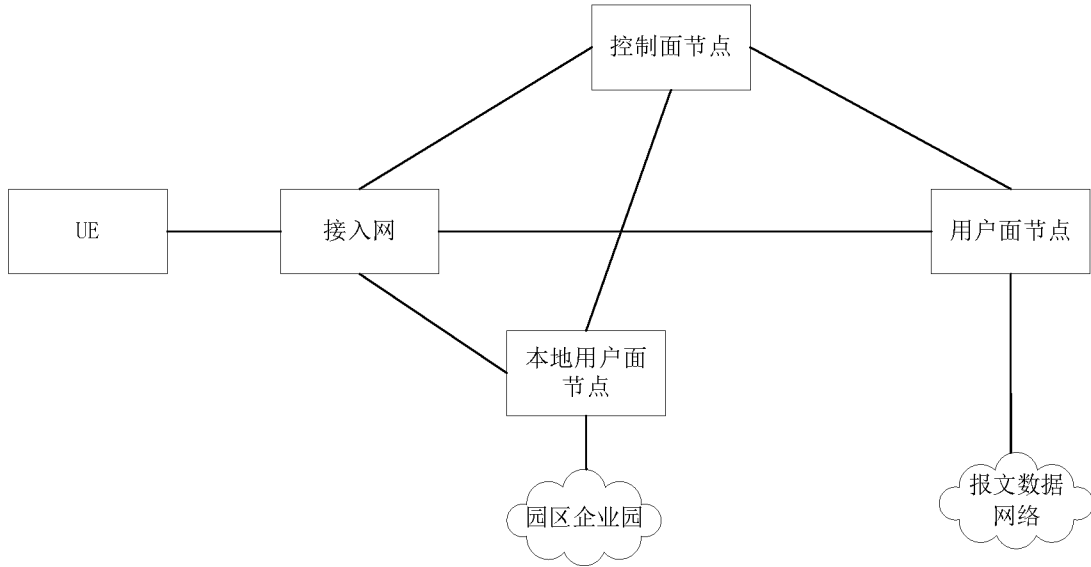 控制面节点
UE
接入网
用户面节点
本地用户面
节点
园区企业园
报文数据
网络